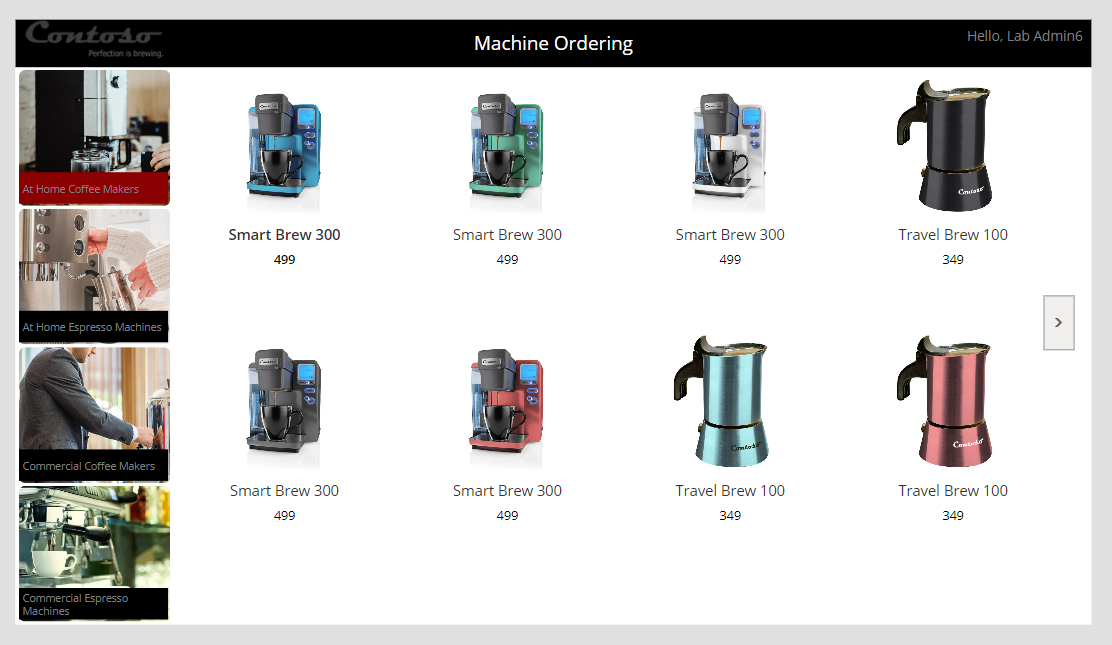 Contoso
Perfection is brewing.
Machine Ordering
Hello, Lab Admin6
At Home Coffee Makers
At Home Espresso Machines
Commercial Coffee Makers
Commercial Espresso
Machines
Smart Brew 300
499
Smart Brew 300
499
Smart Brew 300
499
Contoso
Travel Brew 100
349
Smart Brew 300
499
Smart Brew 300
499
Contoso
Travel Brew 100
349
Contoso
Travel Brew 100
349